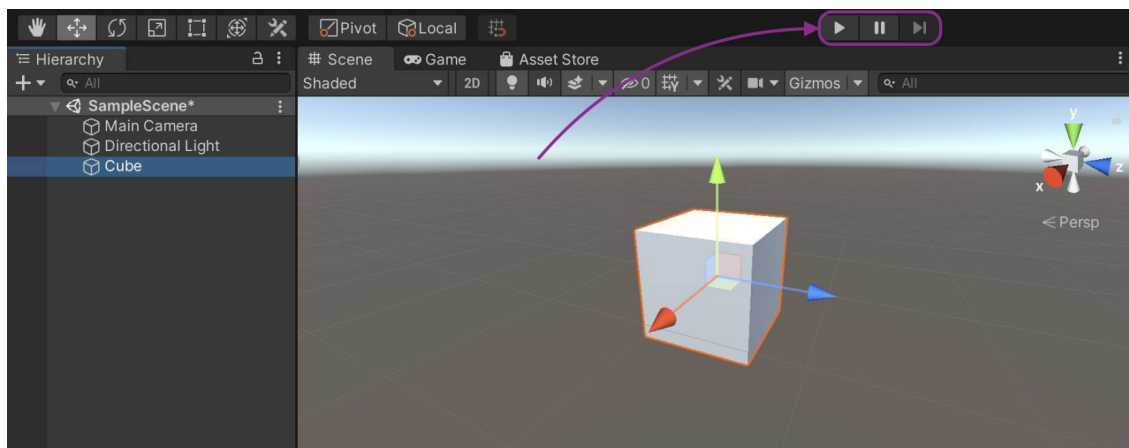 Pivot Local
Hierarchy
# Scene Game Asset Store
All
Shaded 2D 0 Gizmos All
SampleScene*
Main Camera
Directional Light
Cube
y
z
x
Persp